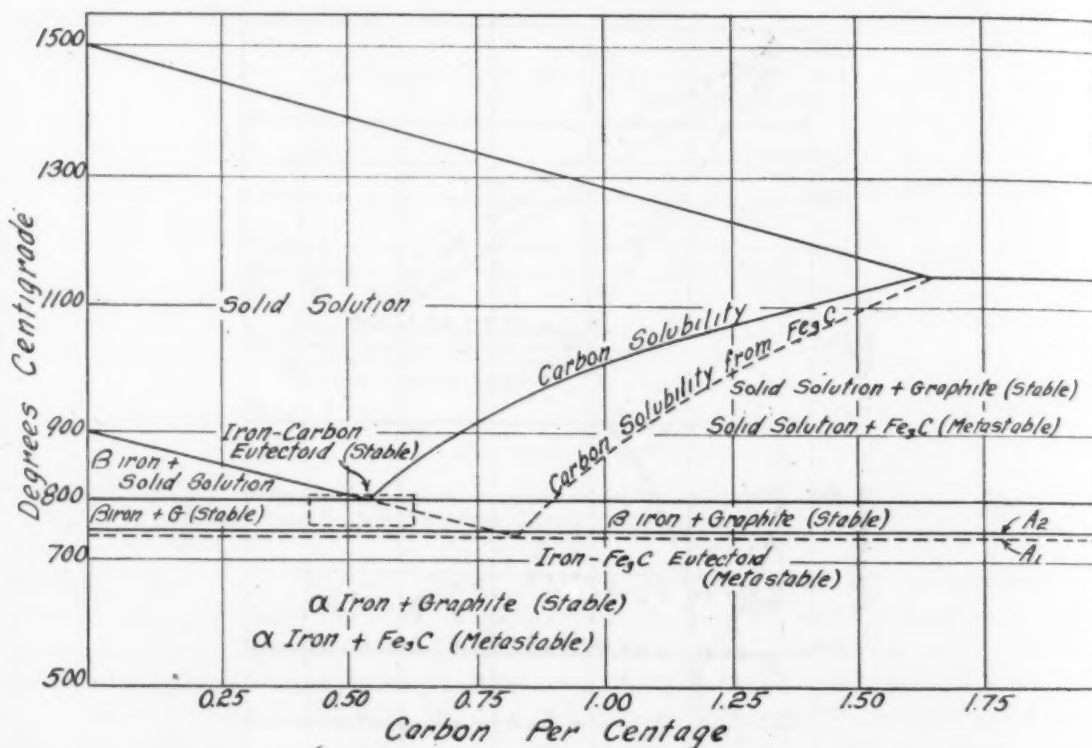 1500
1300
1100
900
800
700
500
Degrees Centigrade
Solid Solution
Carbon Solubility
Carbon Solubility from Fe₃C
Solid Solution + Graphite (Stable)
Solid Solution + Fe₃C (Metastable)
Iron-Carbon
Eutectoid (Stable)
β iron +
Solid Solution
β iron + G (Stable)
β iron + Graphite (Stable)
A₂
A₁
Iron-Fe₃C Eutectoid
(Metastable)
α Iron + Graphite (Stable)
α Iron + Fe₃C (Metastable)
0.25 0.50 0.75 1.00 1.25 1.50 1.75
Carbon Per Centage